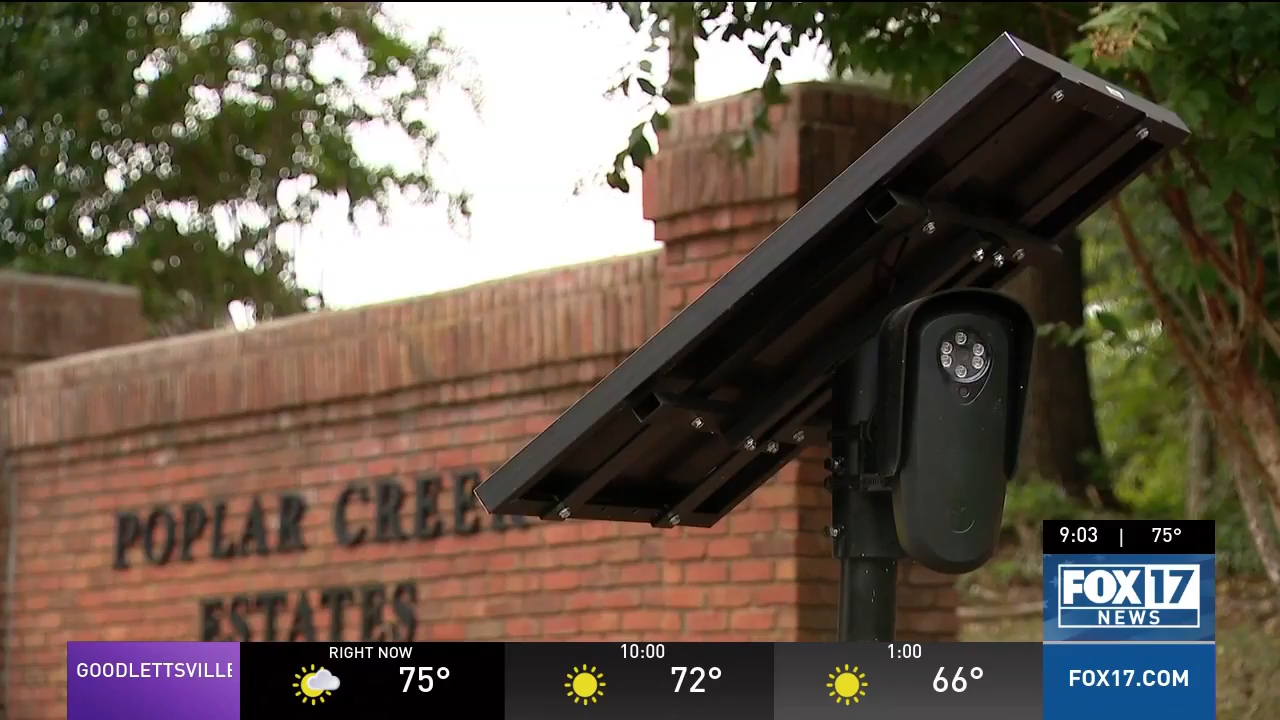 POPLAR CREEK
ESTATES
9:03 | 75°
FOX 17
NEWS
GOODLETTSVILLE
RIGHT NOW
75°
10:00
72°
1:00
66°
FOX17.COM